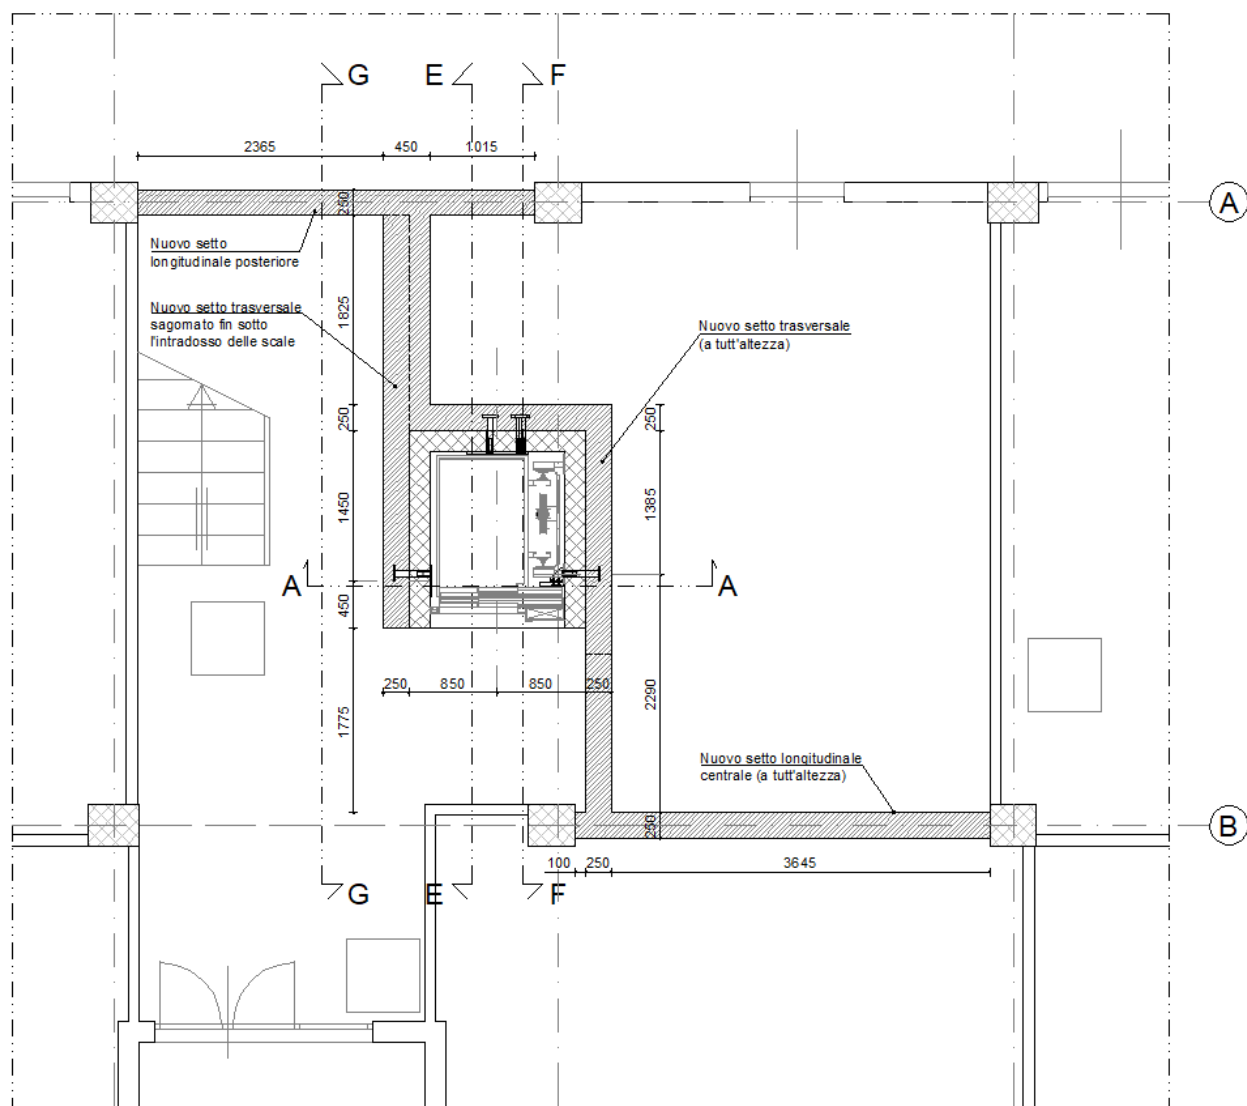 G
E
F
2365
450
1015
250
A
Nuovo setto
longitudinale posteriore
1825
Nuovo setto trasversale
sagomato fin sotto
l'intradosso delle scale
Nuovo setto trasversale
(a tutt'altezza)
250
250
1450
1385
A
A
450
250
850
850
250
2290
1775
Nuovo setto longitudinale
centrale (a tutt'altezza)
250
B
100
250
3645
G
E
F